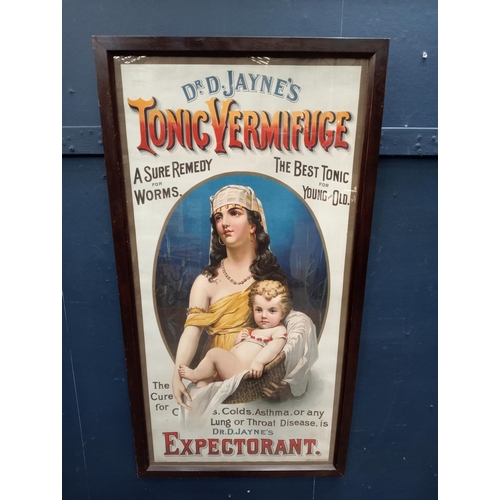 DR. D. JAYNE'S
TONIC VERMIFUGE
A SURE REMEDY
FOR
WORMS.
THE BEST TONIC
FOR
YOUNG AND OLD.
The
Cure
for C s, Colds, Asthma, or any
Lung or Throat Disease, is
DR. D. JAYNE'S
EXPECTORANT.